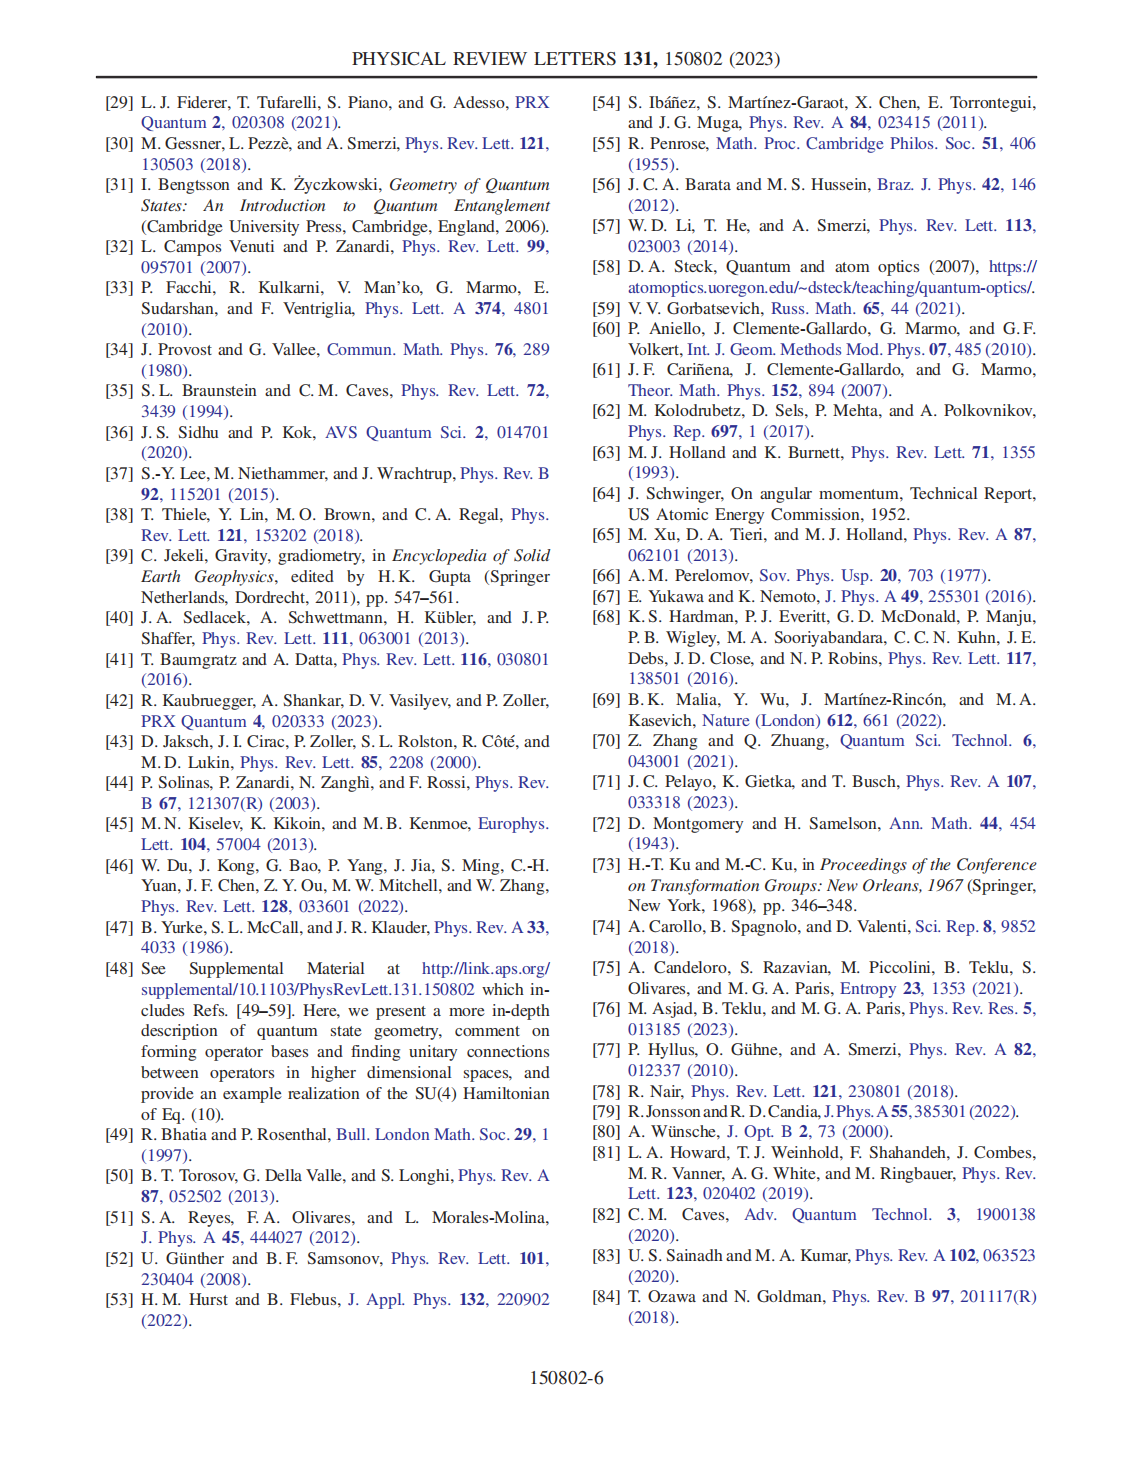 PHYSICAL REVIEW LETTERS 131, 150802 (2023)
[29] L. J. Fiderer, T. Tufarelli, S. Piano, and G. Adesso, PRX
Quantum 2, 020308 (2021).
[30] M. Gessner, L. Pezzè, and A. Smerzi, Phys. Rev. Lett. 121,
130503 (2018).
[31] I. Bengtsson and K. Życzkowski, Geometry of Quantum
States: An Introduction to Quantum Entanglement
(Cambridge University Press, Cambridge, England, 2006).
[32] L. Campos Venuti and P. Zanardi, Phys. Rev. Lett. 99,
095701 (2007).
[33] P. Facchi, R. Kulkarni, V. Man'ko, G. Marmo, E.
Sudarshan, and F. Ventriglia, Phys. Lett. A 374, 4801
(2010).
[34] J. Provost and G. Vallee, Commun. Math. Phys. 76, 289
(1980).
[35] S. L. Braunstein and C. M. Caves, Phys. Rev. Lett. 72,
3439 (1994).
[36] J. S. Sidhu and P. Kok, AVS Quantum Sci. 2, 014701
(2020).
[37] S.-Y. Lee, M. Niethammer, and J. Wrachtrup, Phys. Rev. B
92, 115201 (2015).
[38] T. Thiele, Y. Lin, M. O. Brown, and C. A. Regal, Phys.
Rev. Lett. 121, 153202 (2018).
[39] C. Jekeli, Gravity, gradiometry, in Encyclopedia of Solid
Earth Geophysics, edited by H. K. Gupta (Springer
Netherlands, Dordrecht, 2011), pp. 547–561.
[40] J. A. Sedlacek, A. Schwettmann, H. Kübler, and J. P.
Shaffer, Phys. Rev. Lett. 111, 063001 (2013).
[41] T. Baumgratz and A. Datta, Phys. Rev. Lett. 116, 030801
(2016).
[42] R. Kaubruegger, A. Shankar, D. V. Vasilyev, and P. Zoller,
PRX Quantum 4, 020333 (2023).
[43] D. Jaksch, J. I. Cirac, P. Zoller, S. L. Rolston, R. Côté, and
M. D. Lukin, Phys. Rev. Lett. 85, 2208 (2000).
[44] P. Solinas, P. Zanardi, N. Zanghì, and F. Rossi, Phys. Rev.
B 67, 121307(R) (2003).
[45] M. N. Kiselev, K. Kikoin, and M. B. Kenmoe, Europhys.
Lett. 104, 57004 (2013).
[46] W. Du, J. Kong, G. Bao, P. Yang, J. Jia, S. Ming, C.-H.
Yuan, J. F. Chen, Z. Y. Ou, M. W. Mitchell, and W. Zhang,
Phys. Rev. Lett. 128, 033601 (2022).
[47] B. Yurke, S. L. McCall, and J. R. Klauder, Phys. Rev. A 33,
4033 (1986).
[48] See Supplemental Material at http://link.aps.org/
supplemental/10.1103/PhysRevLett.131.150802 which in-
cludes Refs. [49–59]. Here, we present a more in-depth
description of quantum state geometry, comment on
forming operator bases and finding unitary connections
between operators in higher dimensional spaces, and
provide an example realization of the SU(4) Hamiltonian
of Eq. (10).
[49] R. Bhatia and P. Rosenthal, Bull. London Math. Soc. 29, 1
(1997).
[50] B. T. Torosov, G. Della Valle, and S. Longhi, Phys. Rev. A
87, 052502 (2013).
[51] S. A. Reyes, F. A. Olivares, and L. Morales-Molina,
J. Phys. A 45, 444027 (2012).
[52] U. Günther and B. F. Samsonov, Phys. Rev. Lett. 101,
230404 (2008).
[53] H. M. Hurst and B. Flebus, J. Appl. Phys. 132, 220902
(2022).
[54] S. Ibáñez, S. Martínez-Garaot, X. Chen, E. Torrontegui,
and J. G. Muga, Phys. Rev. A 84, 023415 (2011).
[55] R. Penrose, Math. Proc. Cambridge Philos. Soc. 51, 406
(1955).
[56] J. C. A. Barata and M. S. Hussein, Braz. J. Phys. 42, 146
(2012).
[57] W. D. Li, T. He, and A. Smerzi, Phys. Rev. Lett. 113,
023003 (2014).
[58] D. A. Steck, Quantum and atom optics (2007), https://
atomoptics.uoregon.edu/~dsteck/teaching/quantum-optics/.
[59] V. V. Gorbatsevich, Russ. Math. 65, 44 (2021).
[60] P. Aniello, J. Clemente-Gallardo, G. Marmo, and G. F.
Volkert, Int. J. Geom. Methods Mod. Phys. 07, 485 (2010).
[61] J. F. Cariñena, J. Clemente-Gallardo, and G. Marmo,
Theor. Math. Phys. 152, 894 (2007).
[62] M. Kolodrubetz, D. Sels, P. Mehta, and A. Polkovnikov,
Phys. Rep. 697, 1 (2017).
[63] M. J. Holland and K. Burnett, Phys. Rev. Lett. 71, 1355
(1993).
[64] J. Schwinger, On angular momentum, Technical Report,
US Atomic Energy Commission, 1952.
[65] M. Xu, D. A. Tieri, and M. J. Holland, Phys. Rev. A 87,
062101 (2013).
[66] A. M. Perelomov, Sov. Phys. Usp. 20, 703 (1977).
[67] E. Yukawa and K. Nemoto, J. Phys. A 49, 255301 (2016).
[68] K. S. Hardman, P. J. Everitt, G. D. McDonald, P. Manju,
P. B. Wigley, M. A. Sooriyabandara, C. C. N. Kuhn, J. E.
Debs, J. D. Close, and N. P. Robins, Phys. Rev. Lett. 117,
138501 (2016).
[69] B. K. Malia, Y. Wu, J. Martínez-Rincón, and M. A.
Kasevich, Nature (London) 612, 661 (2022).
[70] Z. Zhang and Q. Zhuang, Quantum Sci. Technol. 6,
043001 (2021).
[71] J. C. Pelayo, K. Gietka, and T. Busch, Phys. Rev. A 107,
033318 (2023).
[72] D. Montgomery and H. Samelson, Ann. Math. 44, 454
(1943).
[73] H.-T. Ku and M.-C. Ku, in Proceedings of the Conference
on Transformation Groups: New Orleans, 1967 (Springer,
New York, 1968), pp. 346–348.
[74] A. Carollo, B. Spagnolo, and D. Valenti, Sci. Rep. 8, 9852
(2018).
[75] A. Candeloro, S. Razavian, M. Piccolini, B. Teklu, S.
Olivares, and M. G. A. Paris, Entropy 23, 1353 (2021).
[76] M. Asjad, B. Teklu, and M. G. A. Paris, Phys. Rev. Res. 5,
013185 (2023).
[77] P. Hyllus, O. Gühne, and A. Smerzi, Phys. Rev. A 82,
012337 (2010).
[78] R. Nair, Phys. Rev. Lett. 121, 230801 (2018).
[79] R. Jonsson and R. D. Candia, J. Phys. A 55, 385301 (2022).
[80] A. Wünsche, J. Opt. B 2, 73 (2000).
[81] L. A. Howard, T. J. Weinhold, F. Shahandeh, J. Combes,
M. R. Vanner, A. G. White, and M. Ringbauer, Phys. Rev.
Lett. 123, 020402 (2019).
[82] C. M. Caves, Adv. Quantum Technol. 3, 1900138
(2020).
[83] U. S. Sainadh and M. A. Kumar, Phys. Rev. A 102, 063523
(2020).
[84] T. Ozawa and N. Goldman, Phys. Rev. B 97, 201117(R)
(2018).
150802-6